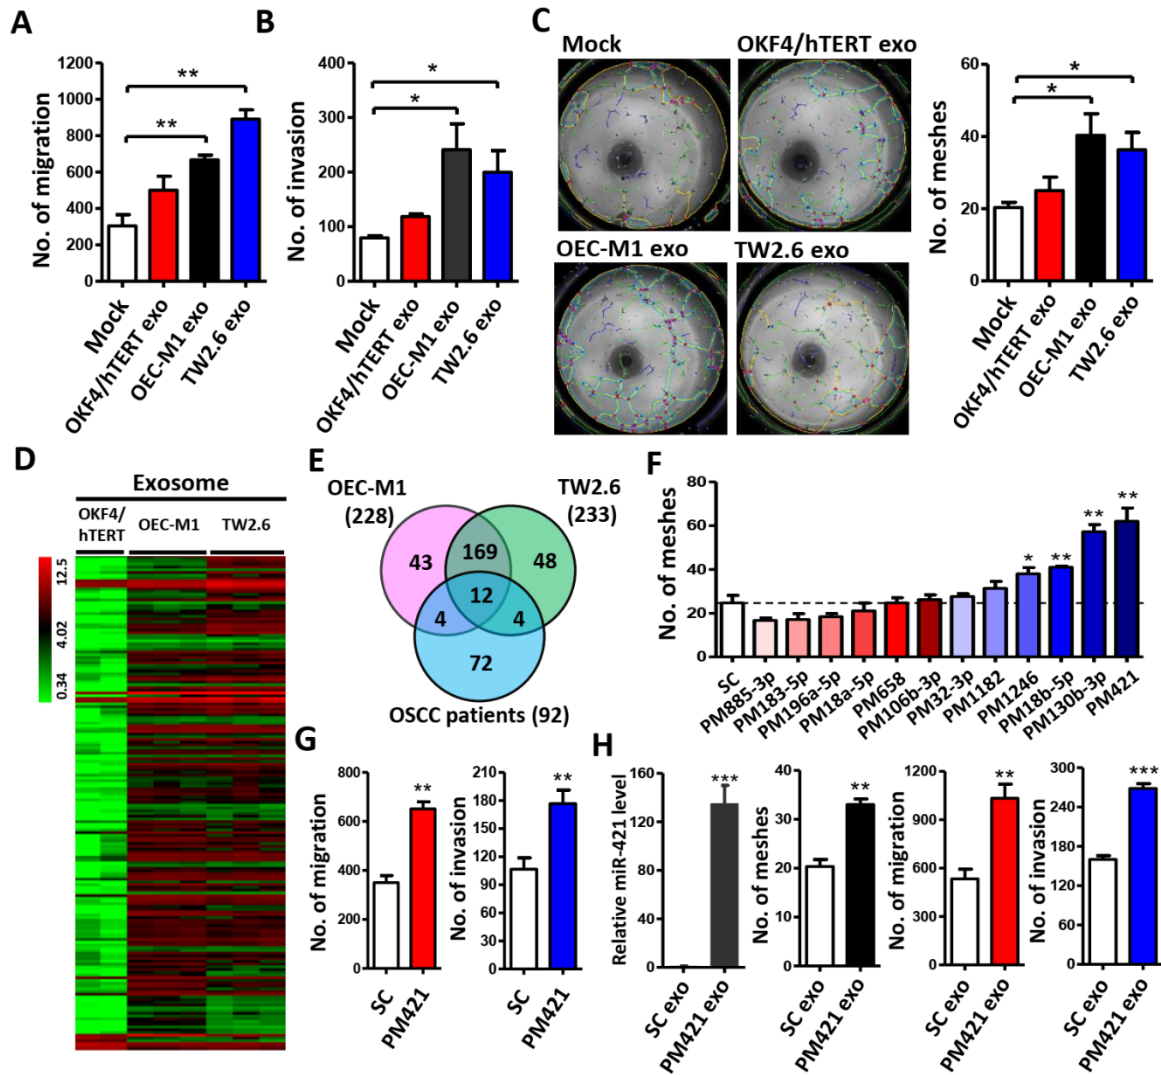 A
1200
1000
800
600
400
200
0
No. of migration
**
**
Mock
OKF4/hTERT exo
OEC-M1 exo
TW2.6 exo
B
400
300
200
100
0
No. of invasion
*
*
Mock
OKF4/hTERT exo
OEC-M1 exo
TW2.6 exo
C
Mock
OKF4/hTERT exo
OEC-M1 exo
TW2.6 exo
60
40
20
0
No. of meshes
*
*
Mock
OKF4/hTERT exo
OEC-M1 exo
TW2.6 exo
D
Exosome
OKF4/
hTERT
OEC-M1
TW2.6
12.5
4.02
0.34
E
OEC-M1
(228)
TW2.6
(233)
43
169
48
12
4
4
72
OSCC patients (92)
F
80
60
40
20
0
No. of meshes
*
**
**
**
SC
PM885-3p
PM183-5p
PM196a-5p
PM18a-5p
PM658
PM106b-3p
PM32-3p
PM1182
PM1246
PM18b-5p
PM130b-3p
PM421
G
800
600
400
200
0
No. of migration
**
SC
PM421
210
180
150
120
90
60
30
0
No. of invasion
**
SC
PM421
H
160
120
80
40
0
Relative miR-421 level
***
SC exo
PM421 exo
36
24
12
0
No. of meshes
**
SC exo
PM421 exo
1200
900
600
300
0
No. of migration
**
SC exo
PM421 exo
300
240
180
120
60
0
No. of invasion
***
SC exo
PM421 exo